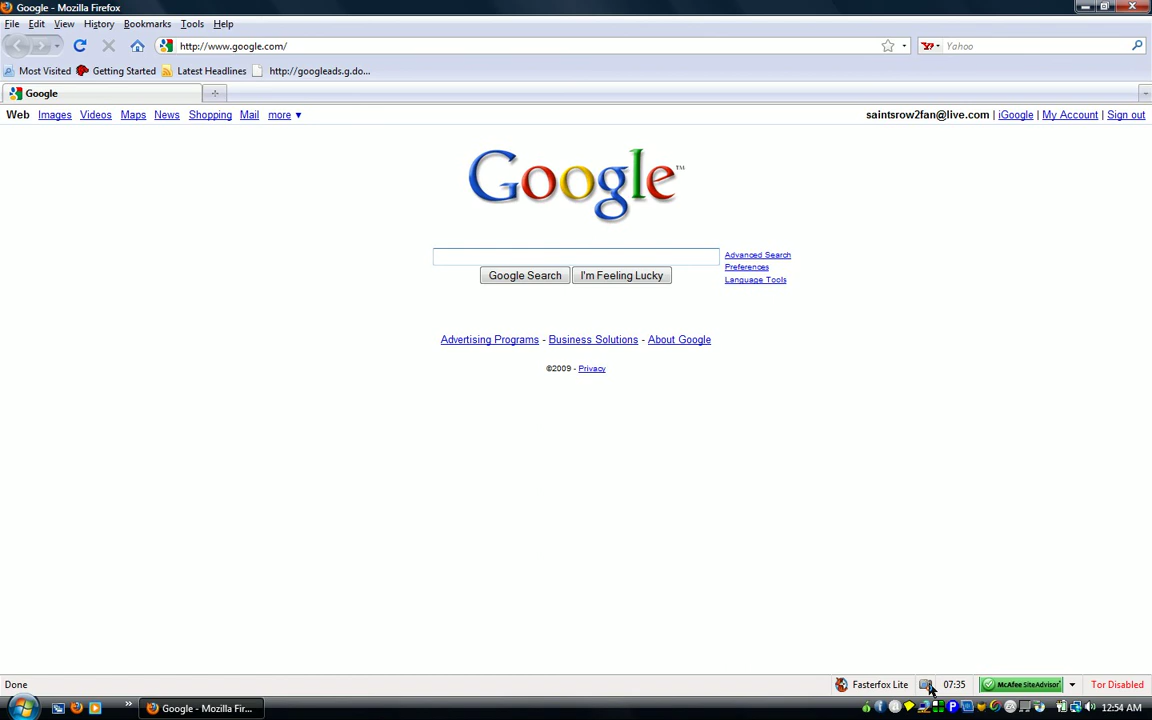 Google - Mozilla Firefox
File Edit View History Bookmarks Tools Help
http://www.google.com/ Yahoo
Most Visited Getting Started Latest Headlines http://googleads.g.do...
Google
Web Images Videos Maps News Shopping Mail more ▼ saintsrow2fan@live.com | iGoogle | My Account | Sign out
Google™
Advanced Search
Preferences
Language Tools
Google Search I'm Feeling Lucky
Advertising Programs - Business Solutions - About Google
©2009 - Privacy
Done Fasterfox Lite 07:35 McAfee SiteAdvisor Tor Disabled
Google - Mozilla Fir... 12:54 AM